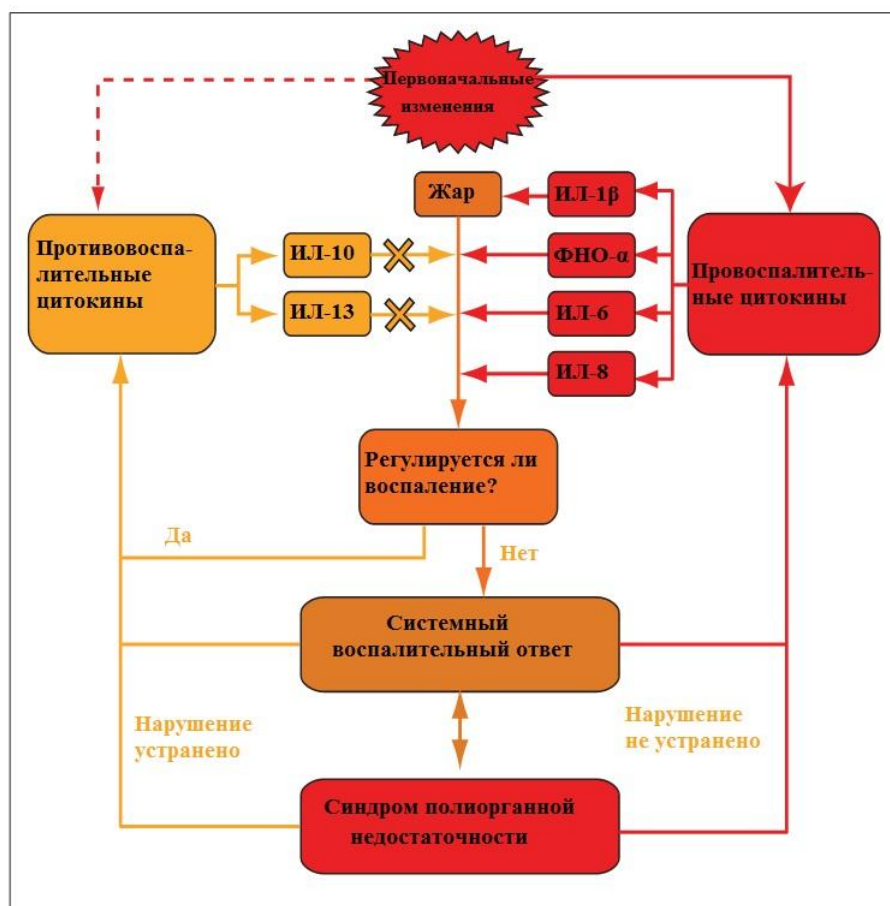 Первоначальные
изменения
Жар
ИЛ-1β
Противовоспа-
лительные
цитокины
ИЛ-10
ФНО-α
Провоспалитель-
ные цитокины
ИЛ-13
ИЛ-6
ИЛ-8
Регулируется ли
воспаление?
Да
Нет
Системный
воспалительный ответ
Нарушение
устранено
Нарушение
не устранено
Синдром полиорганной
недостаточности